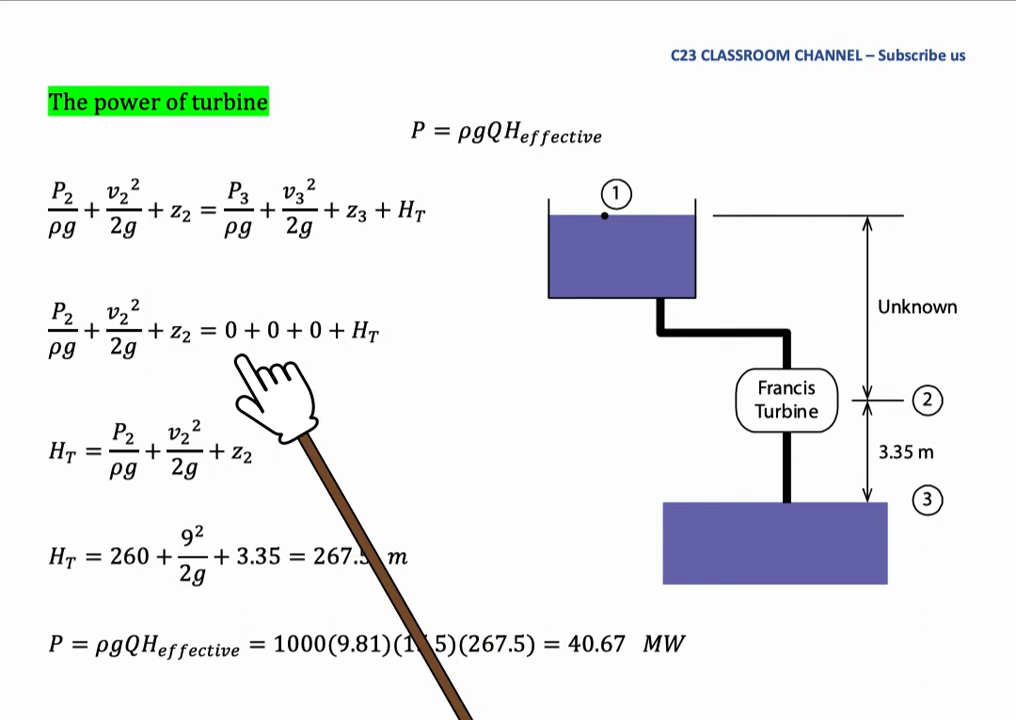 C23 CLASSROOM CHANNEL – Subscribe us
The power of turbine
P = ρgQH_effective
P₂/ρg + v₂²/2g + z₂ = P₃/ρg + v₃²/2g + z₃ + H_T
P₂/ρg + v₂²/2g + z₂ = 0 + 0 + 0 + H_T
H_T = P₂/ρg + v₂²/2g + z₂
H_T = 260 + 9²/2g + 3.35 = 267. m
P = ρgQH_effective = 1000(9.81)(1 5)(267.5) = 40.67 MW
1
Unknown
Francis
Turbine
2
3.35 m
3